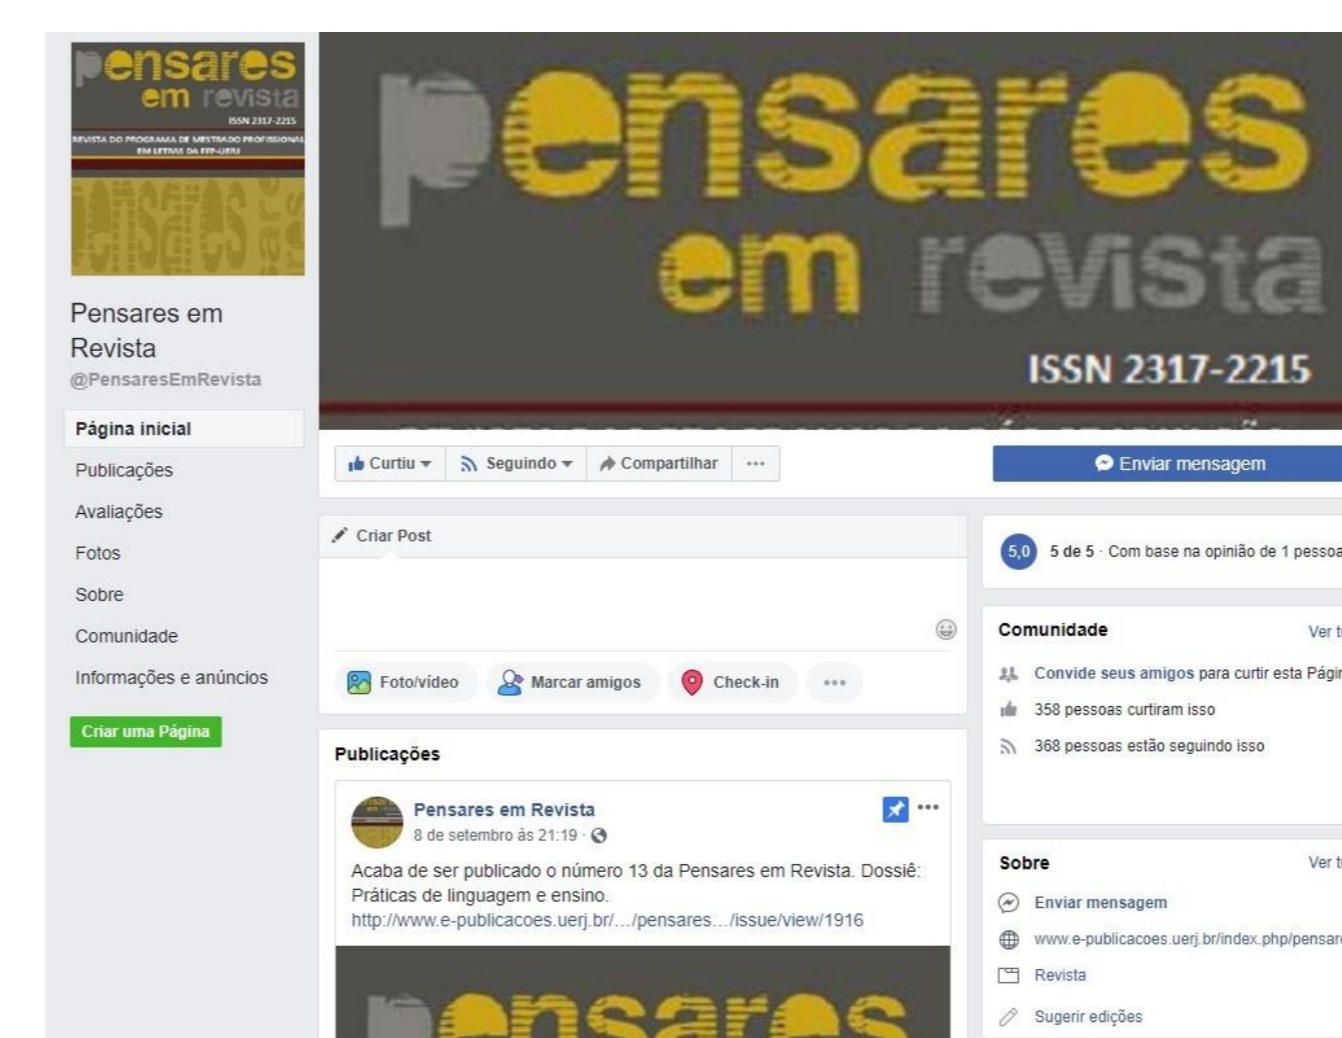 pensares
em revista
ISSN 2317-2215
REVISTA DO PROGRAMA DE MESTRADO PROFISSIONAL
EM LETRAS DA FFP-UERJ
Pensares em
Revista
@PensaresEmRevista
Página inicial
Publicações
Avaliações
Fotos
Sobre
Comunidade
Informações e anúncios
Criar uma Página
pensares
em revista
ISSN 2317-2215
Curtiu
Seguindo
Compartilhar
Enviar mensagem
Criar Post
Foto/vídeo
Marcar amigos
Check-in
Publicações
Pensares em Revista
8 de setembro às 21:19 ·
Acaba de ser publicado o número 13 da Pensares em Revista. Dossiê:
Práticas de linguagem e ensino.
http://www.e-publicacoes.uerj.br/…/pensares…/issue/view/1916
pensares
5,0 5 de 5 · Com base na opinião de 1 pessoa
Comunidade
Ver
Convide seus amigos para curtir esta
358 pessoas curtiram isso
368 pessoas estão seguindo isso
Sobre
Ver
Enviar mensagem
www.e-publicacoes.uerj.br/index.php/pensar
Revista
Sugerir edições